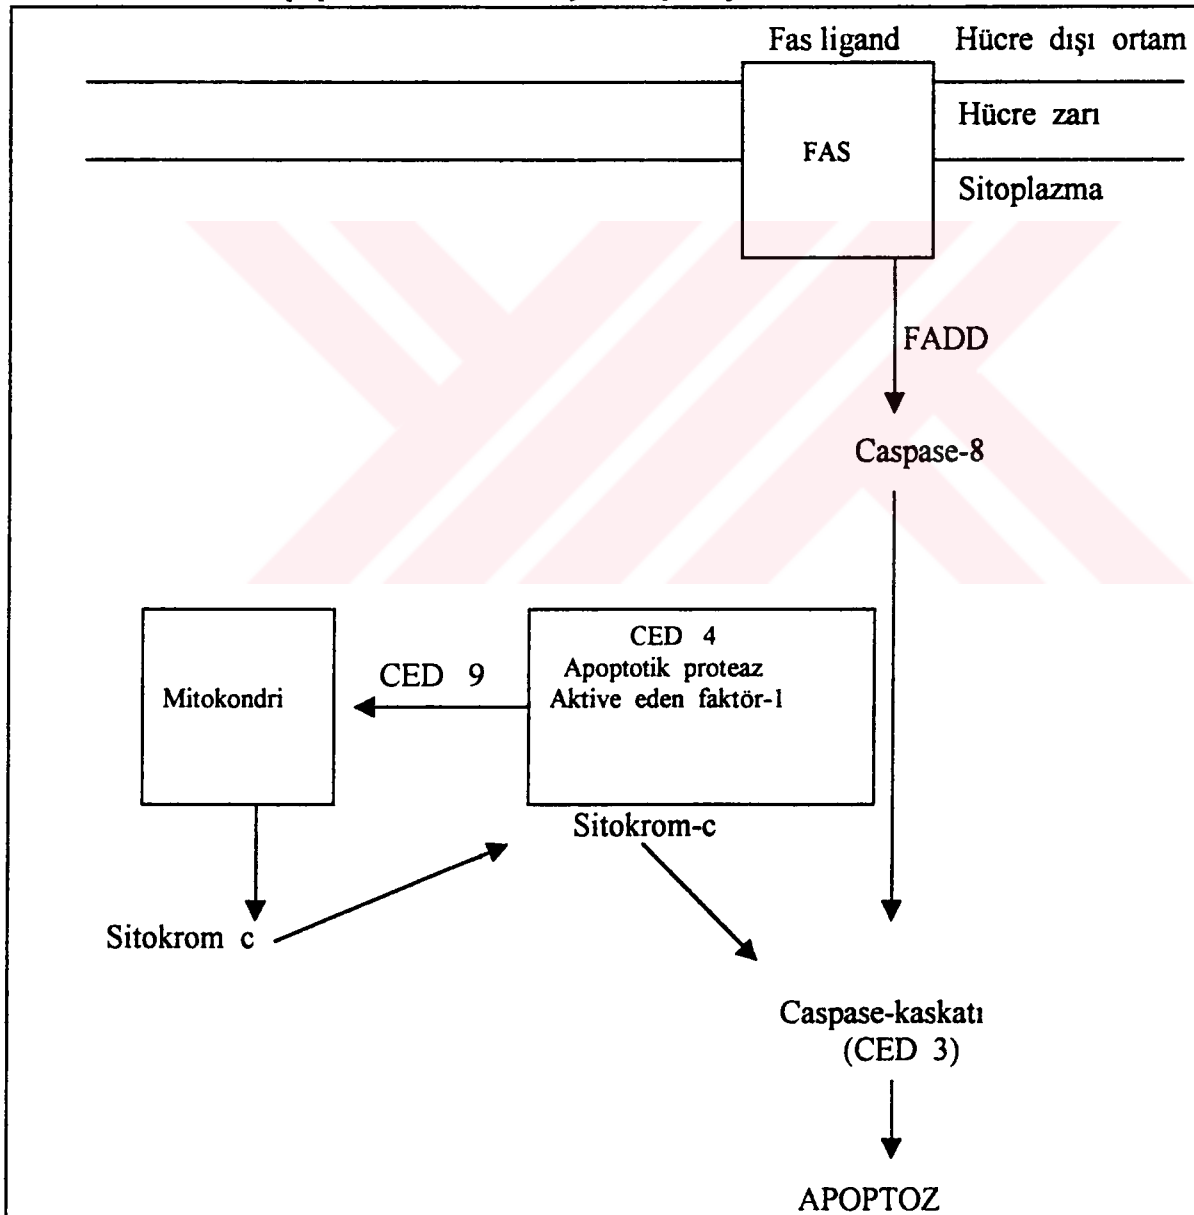 Fas ligand Hücre dışı ortam
Hücre zarı
FAS
Sitoplazma
FADD
Caspase-8
CED 4
Apoptotik proteaz
Aktive eden faktör-1
CED 9
Mitokondri
Sitokrom-c
Sitokrom c
Caspase-kaskatı
(CED 3)
APOPTOZ